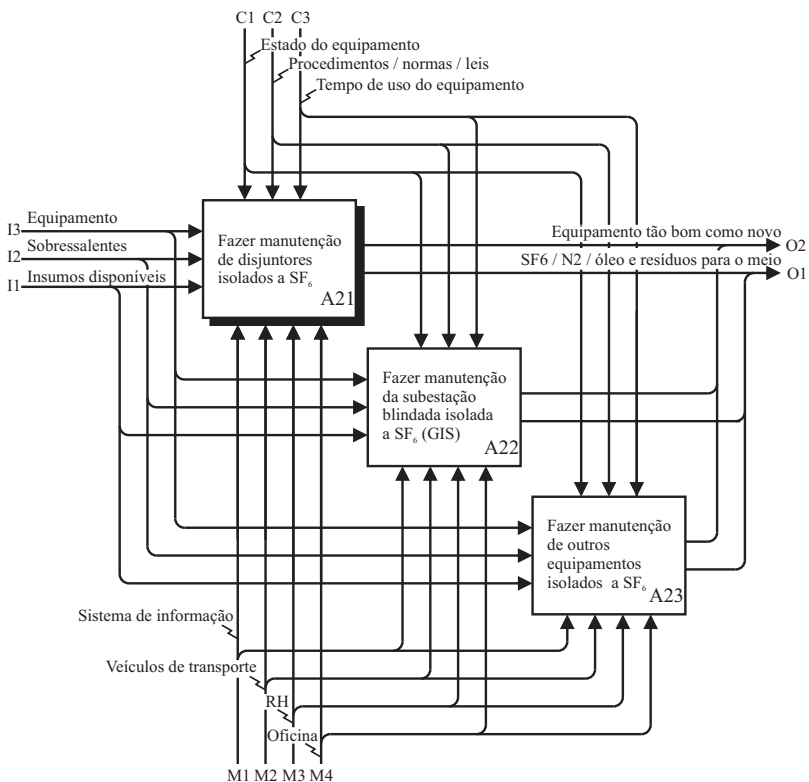 C1 C2 C3
Estado do equipamento
Procedimentos / normas / leis
Tempo de uso do equipamento
I3 Equipamento
I2 Sobressalentes
I1 Insumos disponíveis
Fazer manutenção
de disjuntores
isolados a SF₆
A21
Equipamento tão bom como novo
O2
SF6 / N2 / óleo e resíduos para o meio
O1
Fazer manutenção
da subestação
blindada isolada
a SF₆ (GIS)
A22
Fazer manutenção
de outros
equipamentos
isolados a SF₆
A23
Sistema de informação
Veículos de transporte
RH
Oficina
M1 M2 M3 M4